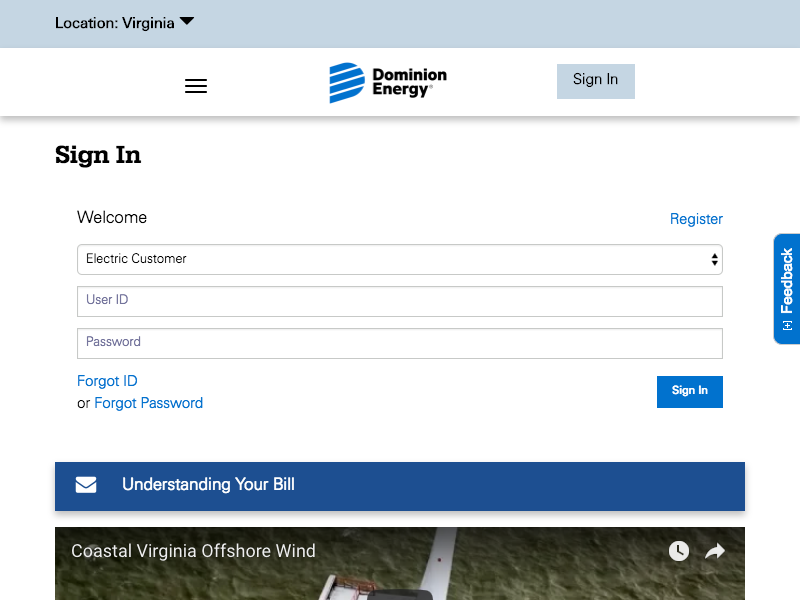 Location: Virginia
Dominion
Energy®
Sign In
Sign In
Welcome
Register
Electric Customer
User ID
Password
Forgot ID
or Forgot Password
Sign In
Feedback
Understanding Your Bill
Coastal Virginia Offshore Wind